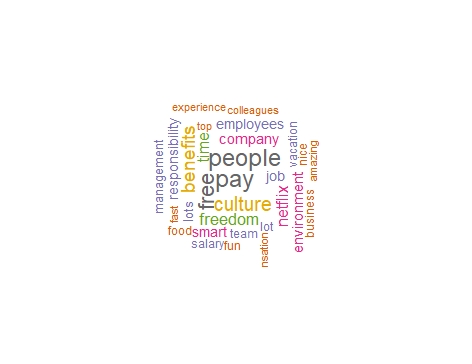 experience
colleagues
top
employees
responsibility
benefits
time
company
vacation
management
people
nice
amazing
free
pay
job
netflix
environment
business
lots
fast
culture
freedom
lot
food
smart
team
salary
fun
nsation